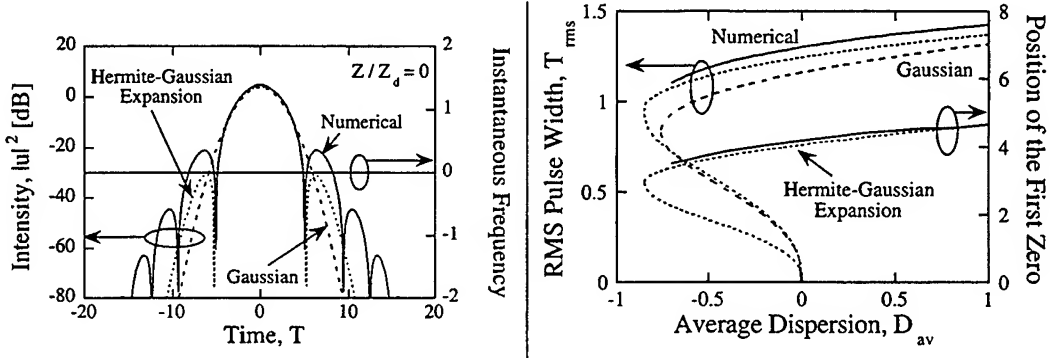 Intensity, |u|² [dB]
20
0
-20
-40
-60
-80
-20
-10
0
10
20
Time, T
2
1
0
-1
-2
Instantaneous Frequency
Z/Z_d = 0
Hermite-Gaussian
Expansion
Numerical
Gaussian
RMS Pulse Width, T_rms
1.5
1
0.5
0
-1
-0.5
0
0.5
1
Average Dispersion, D_av
8
6
4
2
0
Position of the First Zero
Numerical
Gaussian
Hermite-Gaussian
Expansion